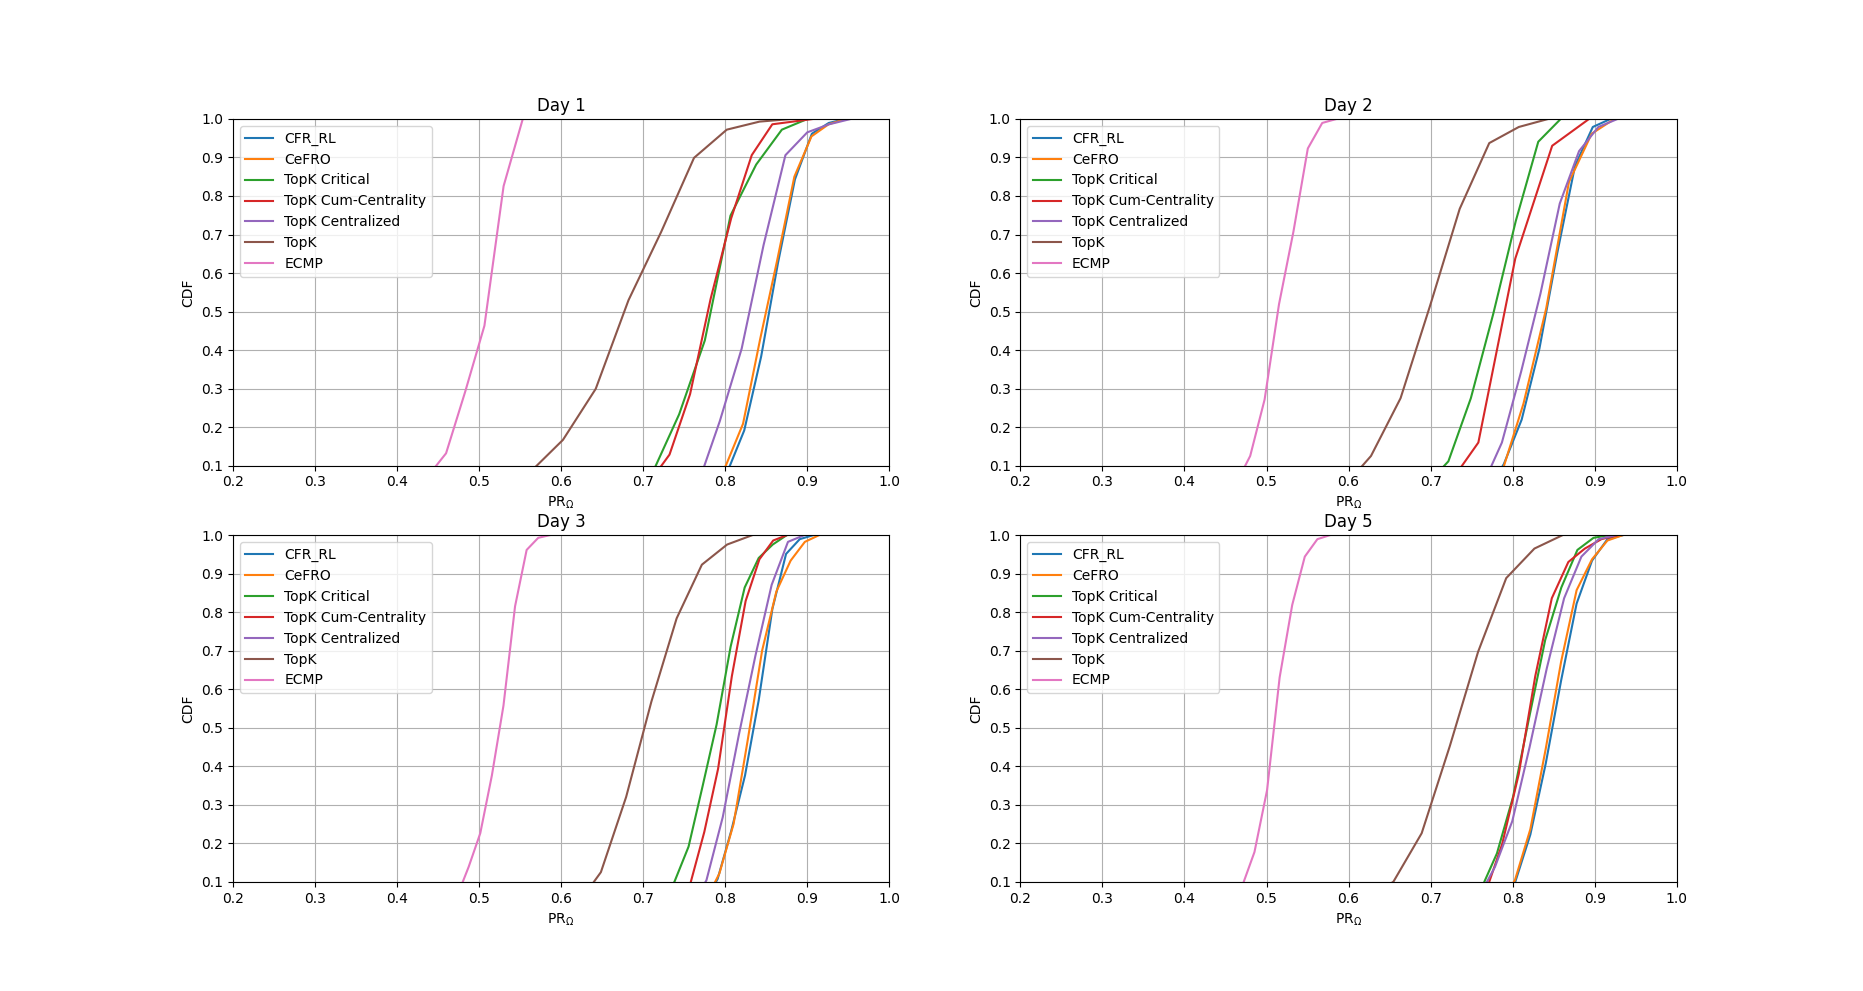 Day 1
CDF
1.0
0.9
0.8
0.7
0.6
0.5
0.4
0.3
0.2
0.1
CFR_RL
CeFRO
TopK Critical
TopK Cum-Centrality
TopK Centralized
TopK
ECMP
0.2 0.3 0.4 0.5 0.6 0.7 0.8 0.9 1.0
PRΩ
Day 2
CDF
1.0
0.9
0.8
0.7
0.6
0.5
0.4
0.3
0.2
0.1
CFR_RL
CeFRO
TopK Critical
TopK Cum-Centrality
TopK Centralized
TopK
ECMP
0.2 0.3 0.4 0.5 0.6 0.7 0.8 0.9 1.0
PRΩ
Day 3
CDF
1.0
0.9
0.8
0.7
0.6
0.5
0.4
0.3
0.2
0.1
CFR_RL
CeFRO
TopK Critical
TopK Cum-Centrality
TopK Centralized
TopK
ECMP
0.2 0.3 0.4 0.5 0.6 0.7 0.8 0.9 1.0
PRΩ
Day 5
CDF
1.0
0.9
0.8
0.7
0.6
0.5
0.4
0.3
0.2
0.1
CFR_RL
CeFRO
TopK Critical
TopK Cum-Centrality
TopK Centralized
TopK
ECMP
0.2 0.3 0.4 0.5 0.6 0.7 0.8 0.9 1.0
PRΩ